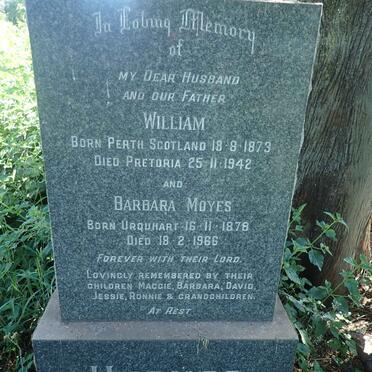 In Loving Memory
of
My Dear Husband
and our Father
William
Born Perth Scotland 18·8·1873
Died Pretoria 25·11·1942
and
Barbara Moyes
Born Urquhart 16·11·1878
Died 18·2·1966
Forever with their Lord.
Lovingly remembered by their
children Maggie, Barbara, David,
Jessie, Ronnie & grandchildren.
At Rest